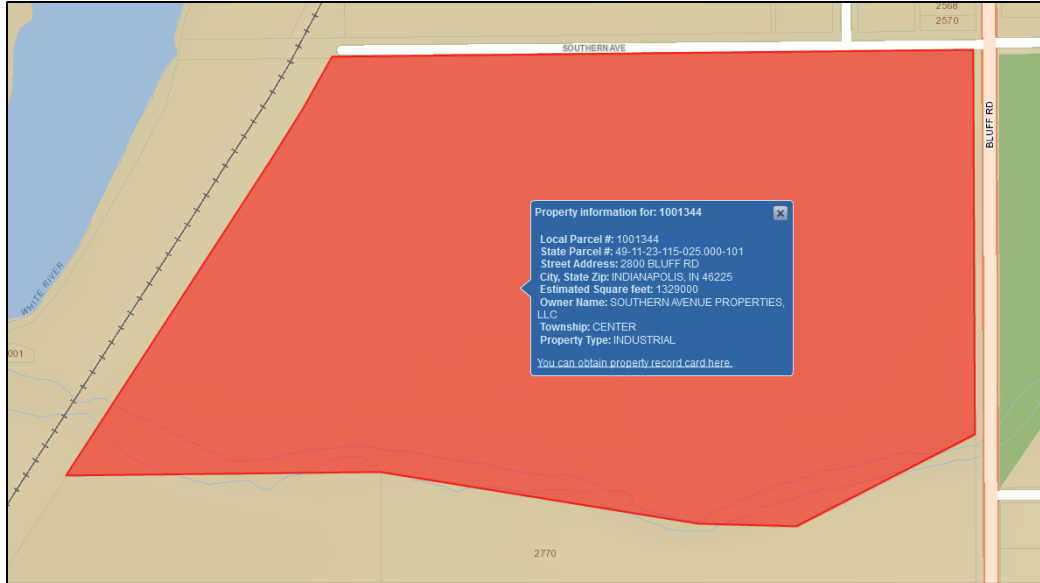 2568
2570
SOUTHERN AVE
BLUFF RD
Property information for: 1001344
Local Parcel #: 1001344
State Parcel #: 49-11-23-115-025.000-101
Street Address: 2800 BLUFF RD
City, State Zip: INDIANAPOLIS, IN 46225
Estimated Square feet: 1329000
Owner Name: SOUTHERN AVENUE PROPERTIES,
LLC
Township: CENTER
Property Type: INDUSTRIAL
You can obtain property record card here.
WHITE RIVER
001
2770